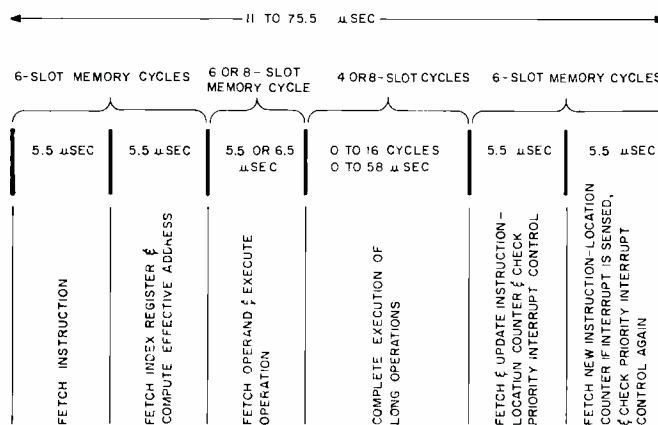 11 TO 75.5 μSEC
6-SLOT MEMORY CYCLES
6 OR 8-SLOT
MEMORY CYCLE
4 OR 8-SLOT CYCLES
6-SLOT MEMORY CYCLES
5.5 μSEC
5.5 μSEC
5.5 OR 6.5
μSEC
0 TO 16 CYCLES
0 TO 58 μSEC
5.5 μSEC
5.5 μSEC
FETCH INSTRUCTION
FETCH INDEX REGISTER &
COMPUTE EFFECTIVE ADDRESS
FETCH OPERAND & EXECUTE
OPERATION
COMPLETE EXECUTION OF
LONG OPERATIONS
FETCH & UPDATE INSTRUCTION-
LOCATION COUNTER & CHECK
PRIORITY INTERRUPT CONTROL
FETCH NEW INSTRUCTION-LOCATION
COUNTER IF INTERRUPT IS SENSED,
& CHECK PRIORITY INTERRUPT
CONTROL AGAIN